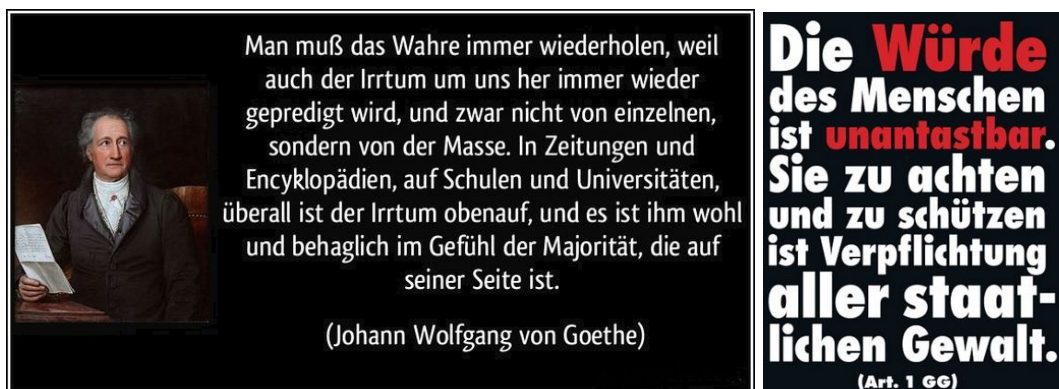 Man muß das Wahre immer wiederholen, weil
auch der Irrtum um uns her immer wieder
gepredigt wird, und zwar nicht von einzelnen,
sondern von der Masse. In Zeitungen und
Encyklopädien, auf Schulen und Universitäten,
überall ist der Irrtum obenauf, und es ist ihm wohl
und behaglich im Gefühl der Majorität, die auf
seiner Seite ist.
(Johann Wolfgang von Goethe)
Die Würde
des Menschen
ist unantastbar.
Sie zu achten
und zu schützen
ist Verpflichtung
aller staat-
lichen Gewalt.
(Art. 1 GG)